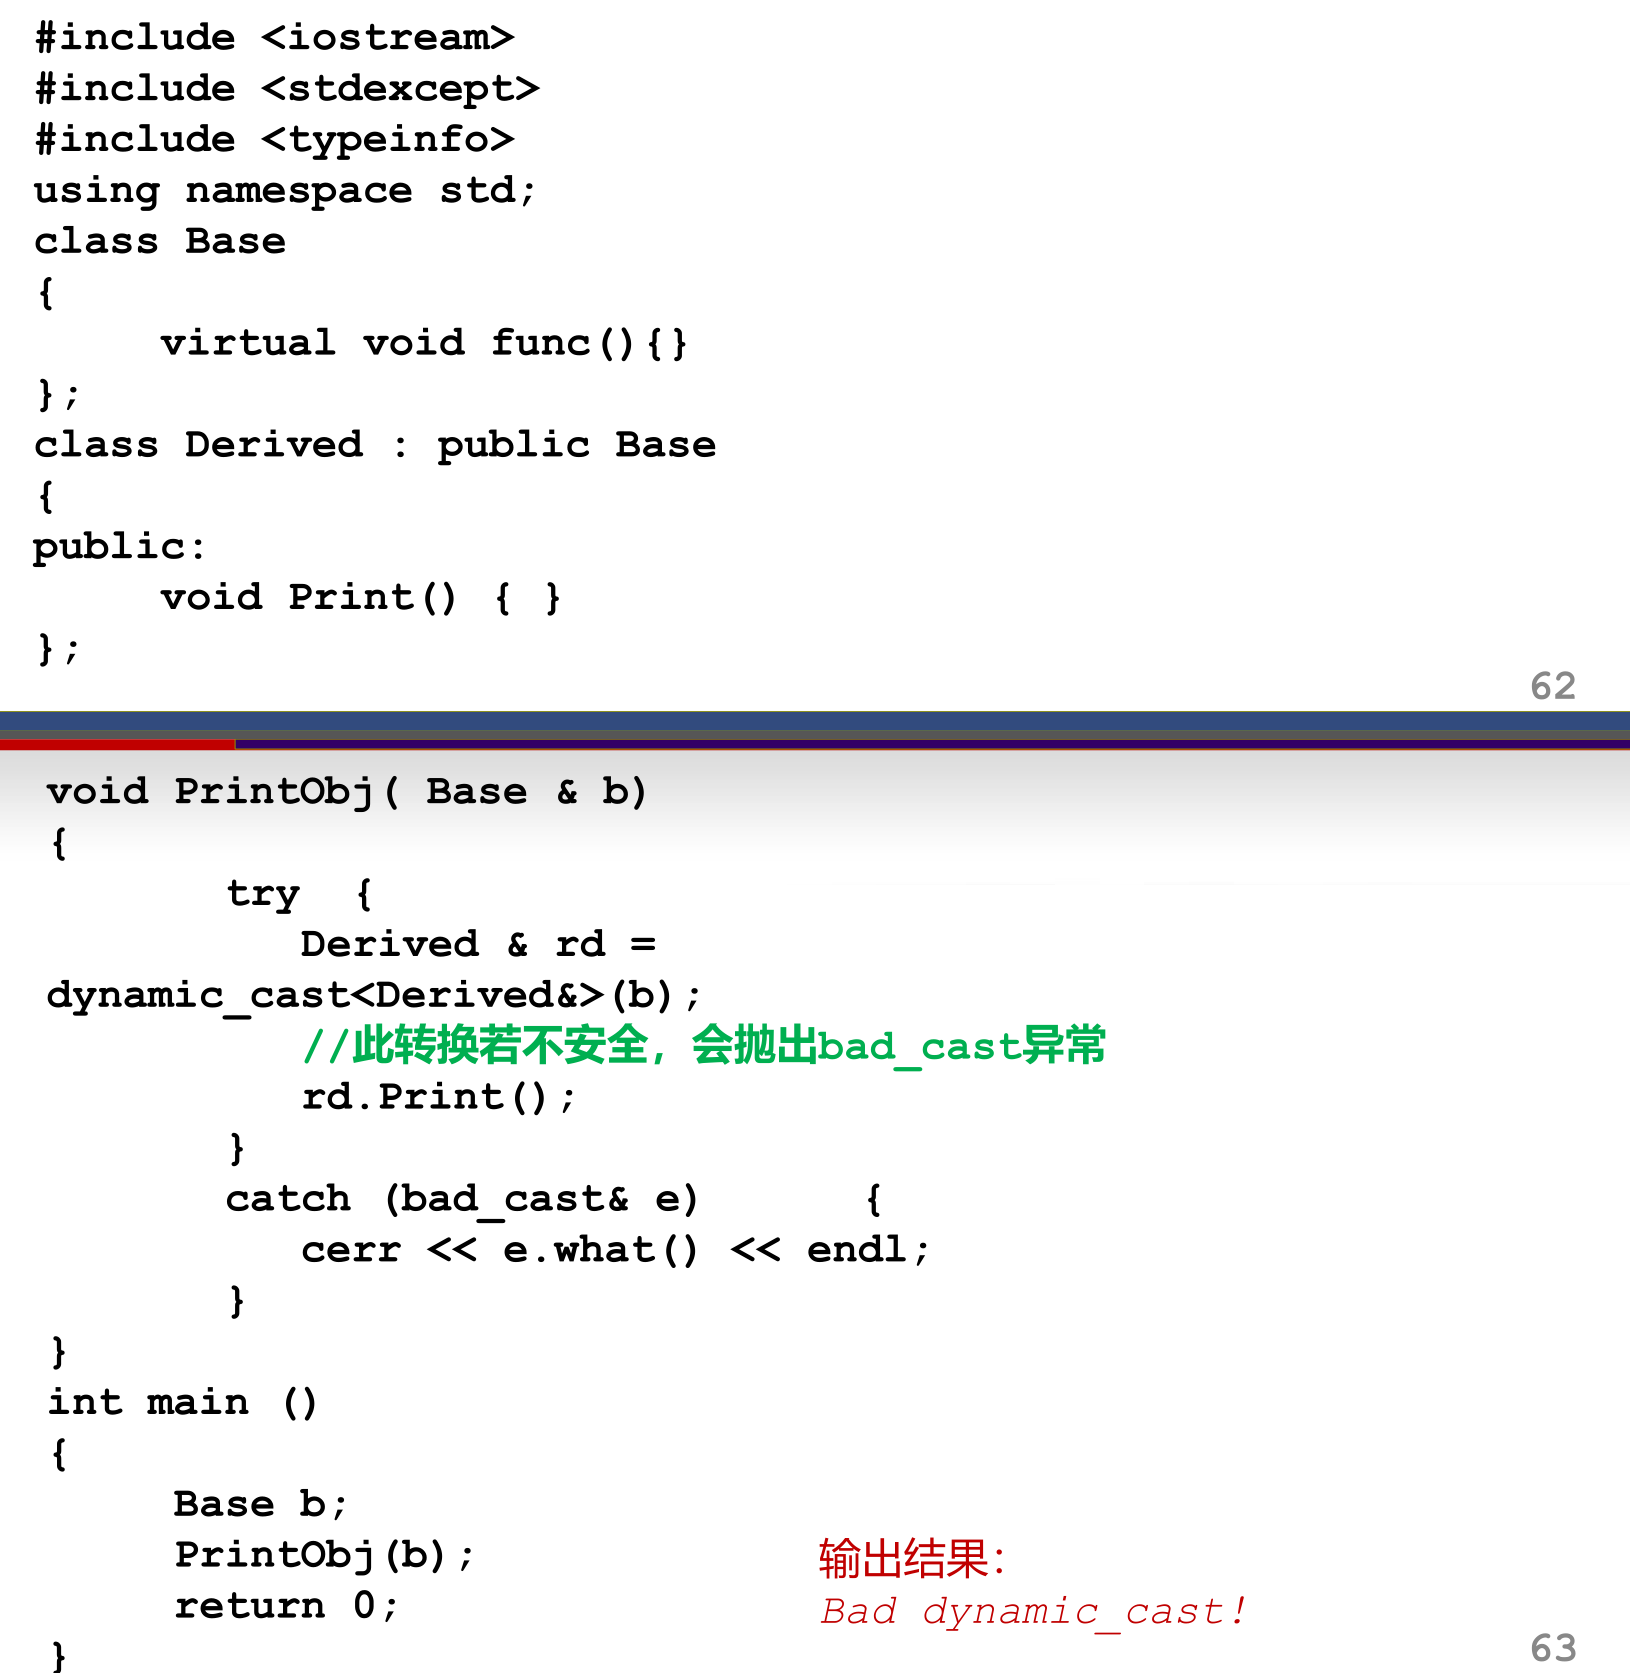 #include <iostream>
#include <stdexcept>
#include <typeinfo>
using namespace std;
class Base
{
     virtual void func(){}
};
class Derived : public Base
{
public:
     void Print() { }
};
62
void PrintObj( Base & b)
{
       try  {
          Derived & rd =
dynamic_cast<Derived&>(b);
          //此转换若不安全，会抛出bad_cast异常
          rd.Print();
       }
       catch (bad_cast& e)      {
          cerr << e.what() << endl;
       }
}
int main ()
{
     Base b;
     PrintObj(b);
     return 0;
}
输出结果：
Bad dynamic_cast!
63